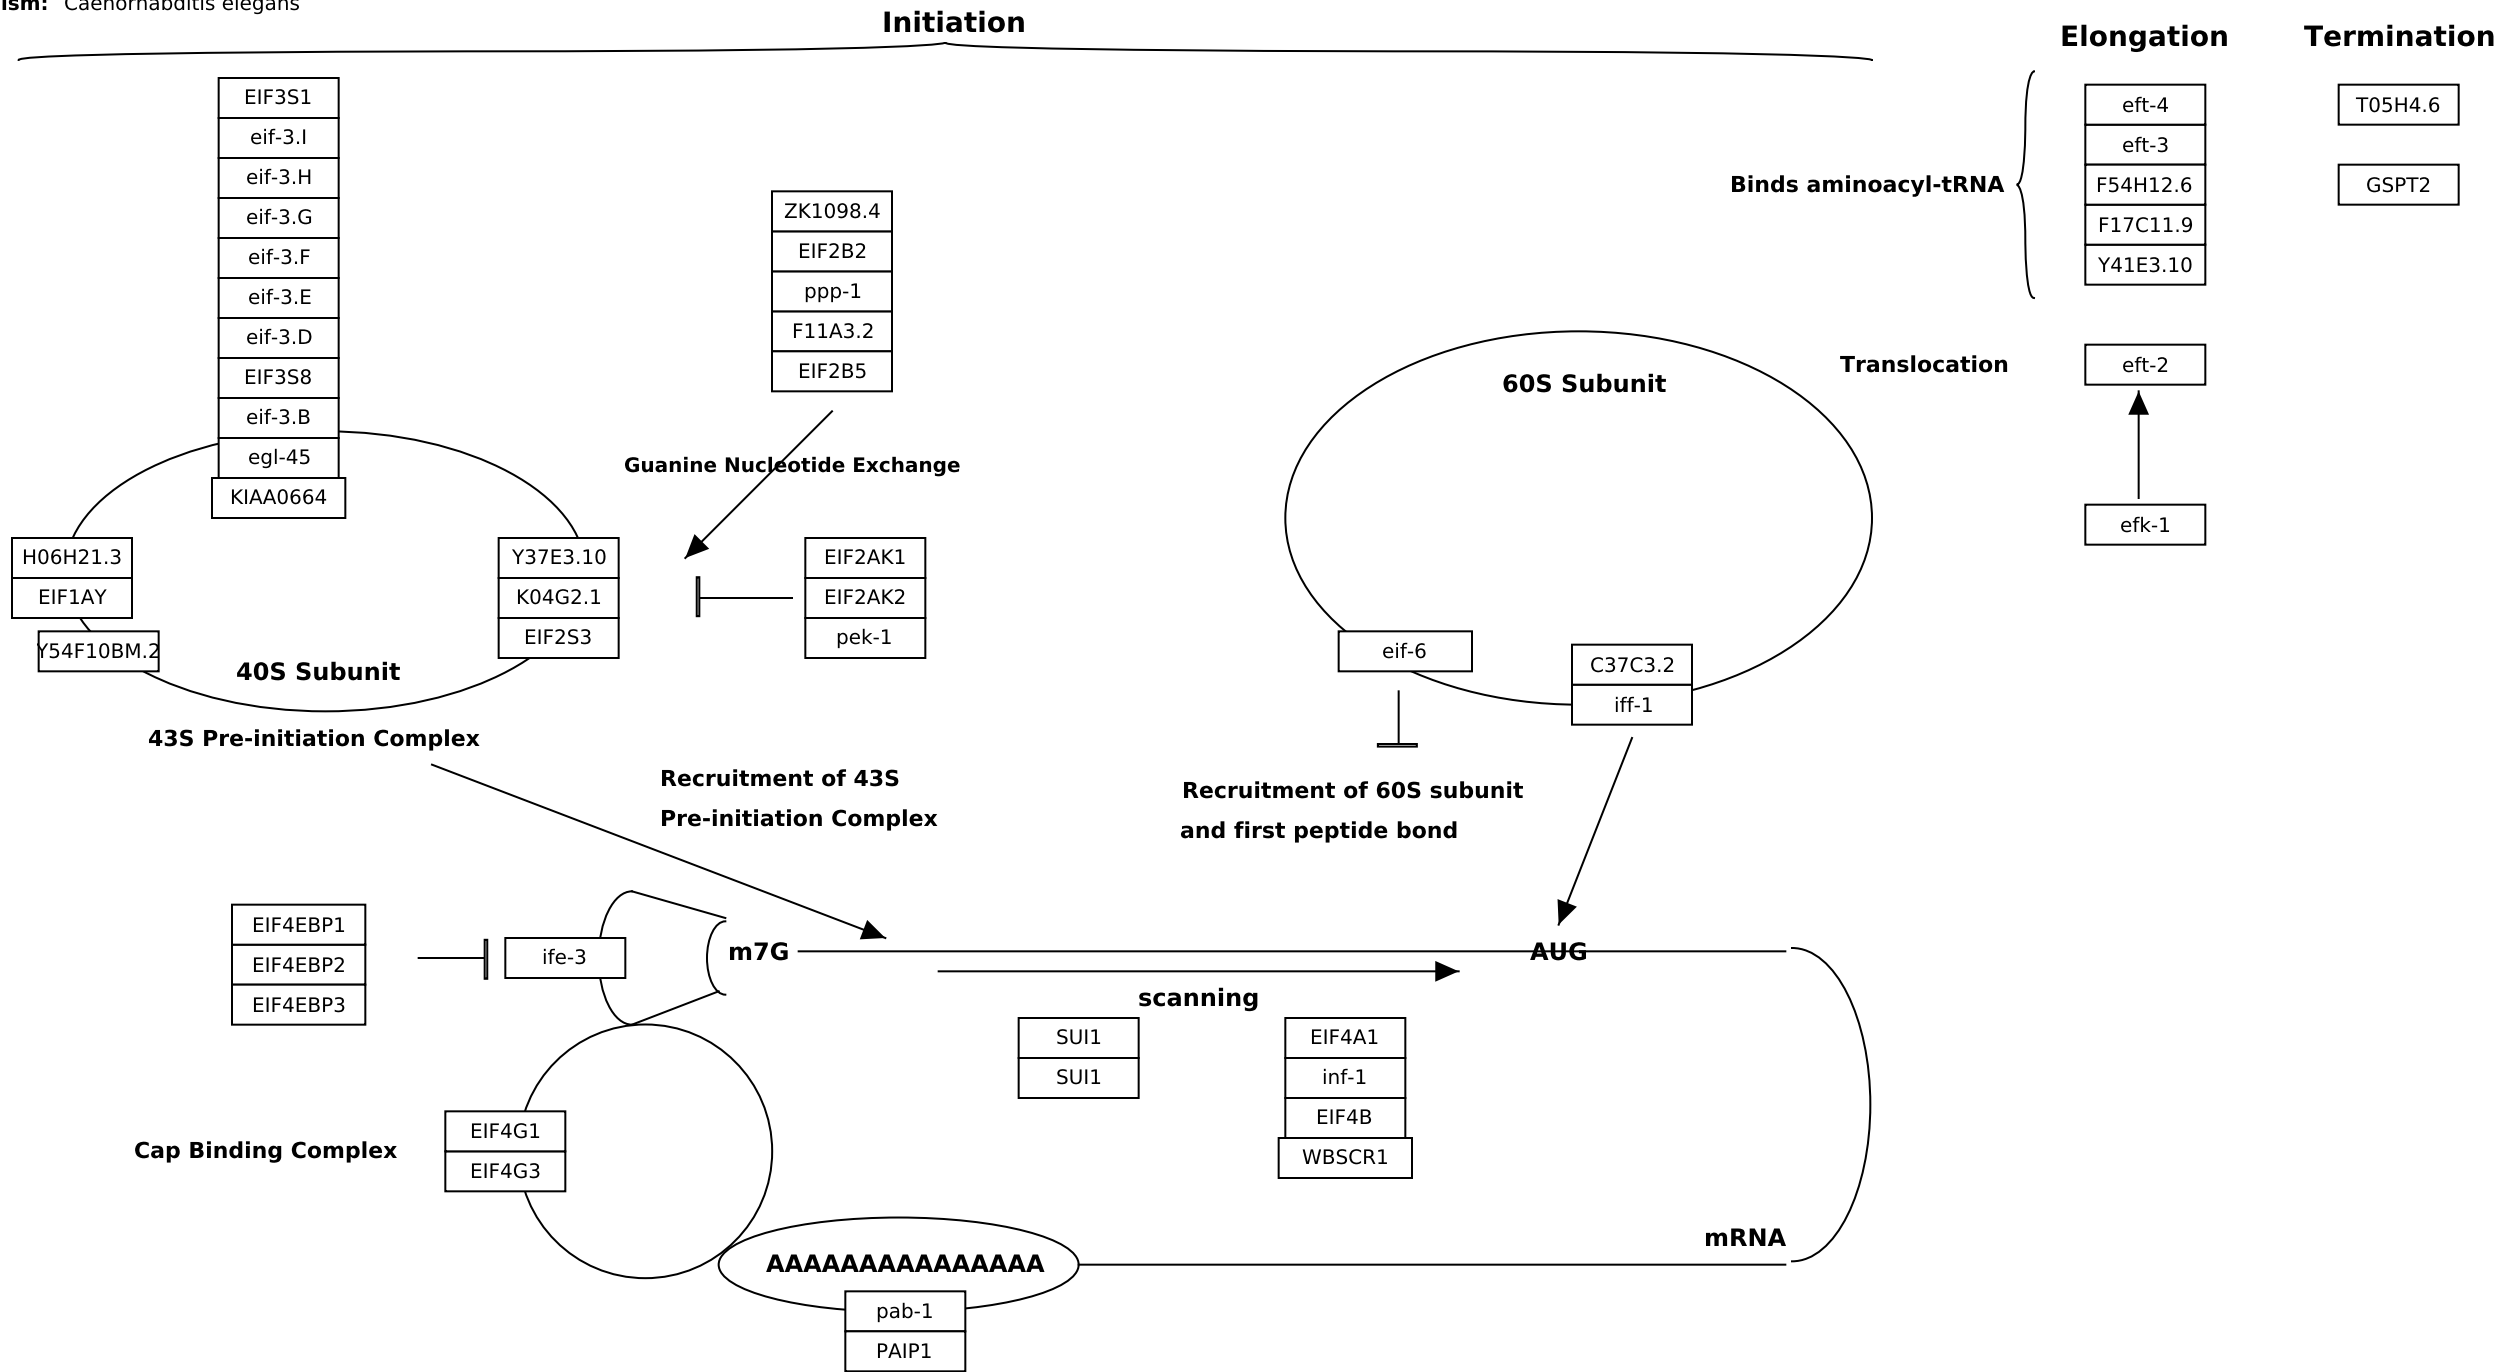 ism: Caenorhabditis elegans
Initiation
Elongation
Termination
EIF3S1
eif-3.I
eif-3.H
eif-3.G
eif-3.F
eif-3.E
eif-3.D
EIF3S8
eif-3.B
egl-45
KIAA0664
ZK1098.4
EIF2B2
ppp-1
F11A3.2
EIF2B5
Guanine Nucleotide Exchange
H06H21.3
EIF1AY
Y54F10BM.2
Y37E3.10
K04G2.1
EIF2S3
EIF2AK1
EIF2AK2
pek-1
40S Subunit
43S Pre-initiation Complex
Recruitment of 43S
Pre-initiation Complex
60S Subunit
eif-6
C37C3.2
iff-1
Recruitment of 60S subunit
and first peptide bond
Binds aminoacyl-tRNA
eft-4
eft-3
F54H12.6
F17C11.9
Y41E3.10
Translocation
eft-2
efk-1
T05H4.6
GSPT2
EIF4EBP1
EIF4EBP2
EIF4EBP3
ife-3
m7G
AUG
scanning
SUI1
SUI1
EIF4A1
inf-1
EIF4B
WBSCR1
Cap Binding Complex
EIF4G1
EIF4G3
mRNA
AAAAAAAAAAAAAAA
pab-1
PAIP1